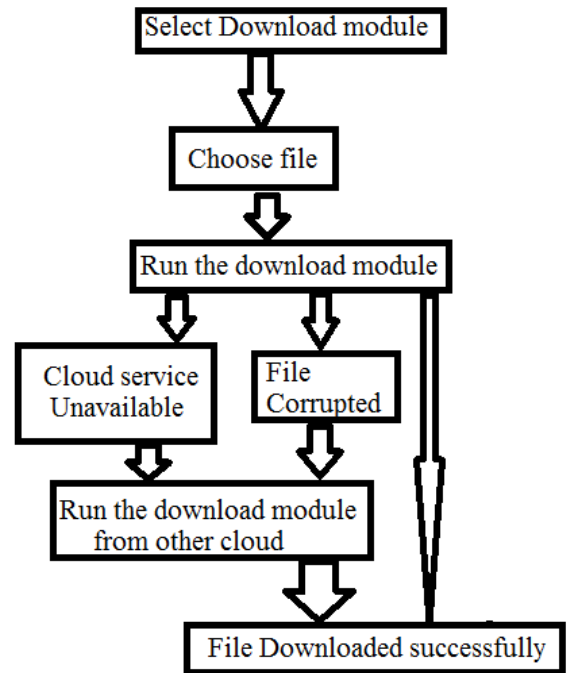 Select Download module
Choose file
Run the download module
Cloud service
Unavailable
File
Corrupted
Run the download module
from other cloud
File Downloaded successfully